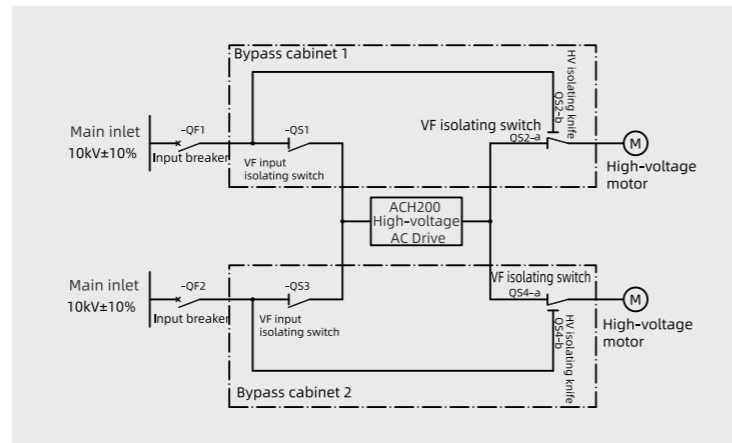 Bypass cabinet 1
HV isolating knife
QS2-b
VF isolating switch
QS2-a
Main inlet
10kV±10%
-QF1
Input breaker
-QS1
VF input
isolating switch
M
High-voltage
motor
ACH200
High-voltage
AC Drive
Main inlet
10kV±10%
-QF2
Input breaker
-QS3
VF input
isolating switch
VF isolating switch
QS4-a
M
High-voltage
motor
QS4-b
HV isolating knife
Bypass cabinet 2